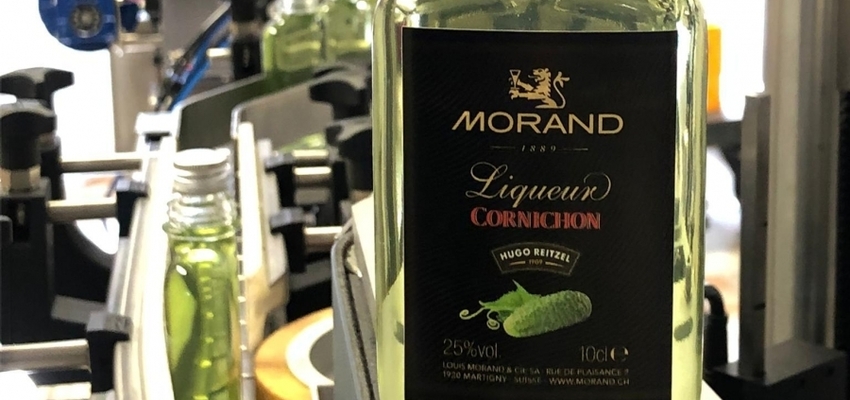 MORAND
1889
Liqueur
CORNICHON
HUGO REITZEL
1909
25%vol.
10cl e
LOUIS MORAND & CIE SA · RUE DE PLAISANCE 2
1920 MARTIGNY · SUISSE · WWW.MORAND.CH